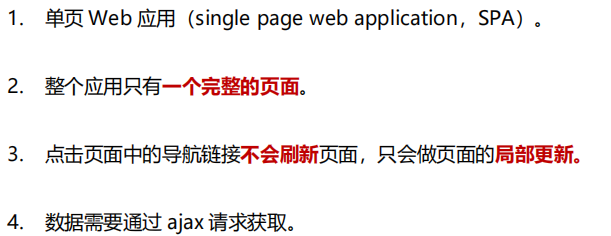 1. 单页 Web 应用（single page web application，SPA）。
2. 整个应用只有一个完整的页面。
3. 点击页面中的导航链接不会刷新页面，只会做页面的局部更新。
4. 数据需要通过 ajax 请求获取。